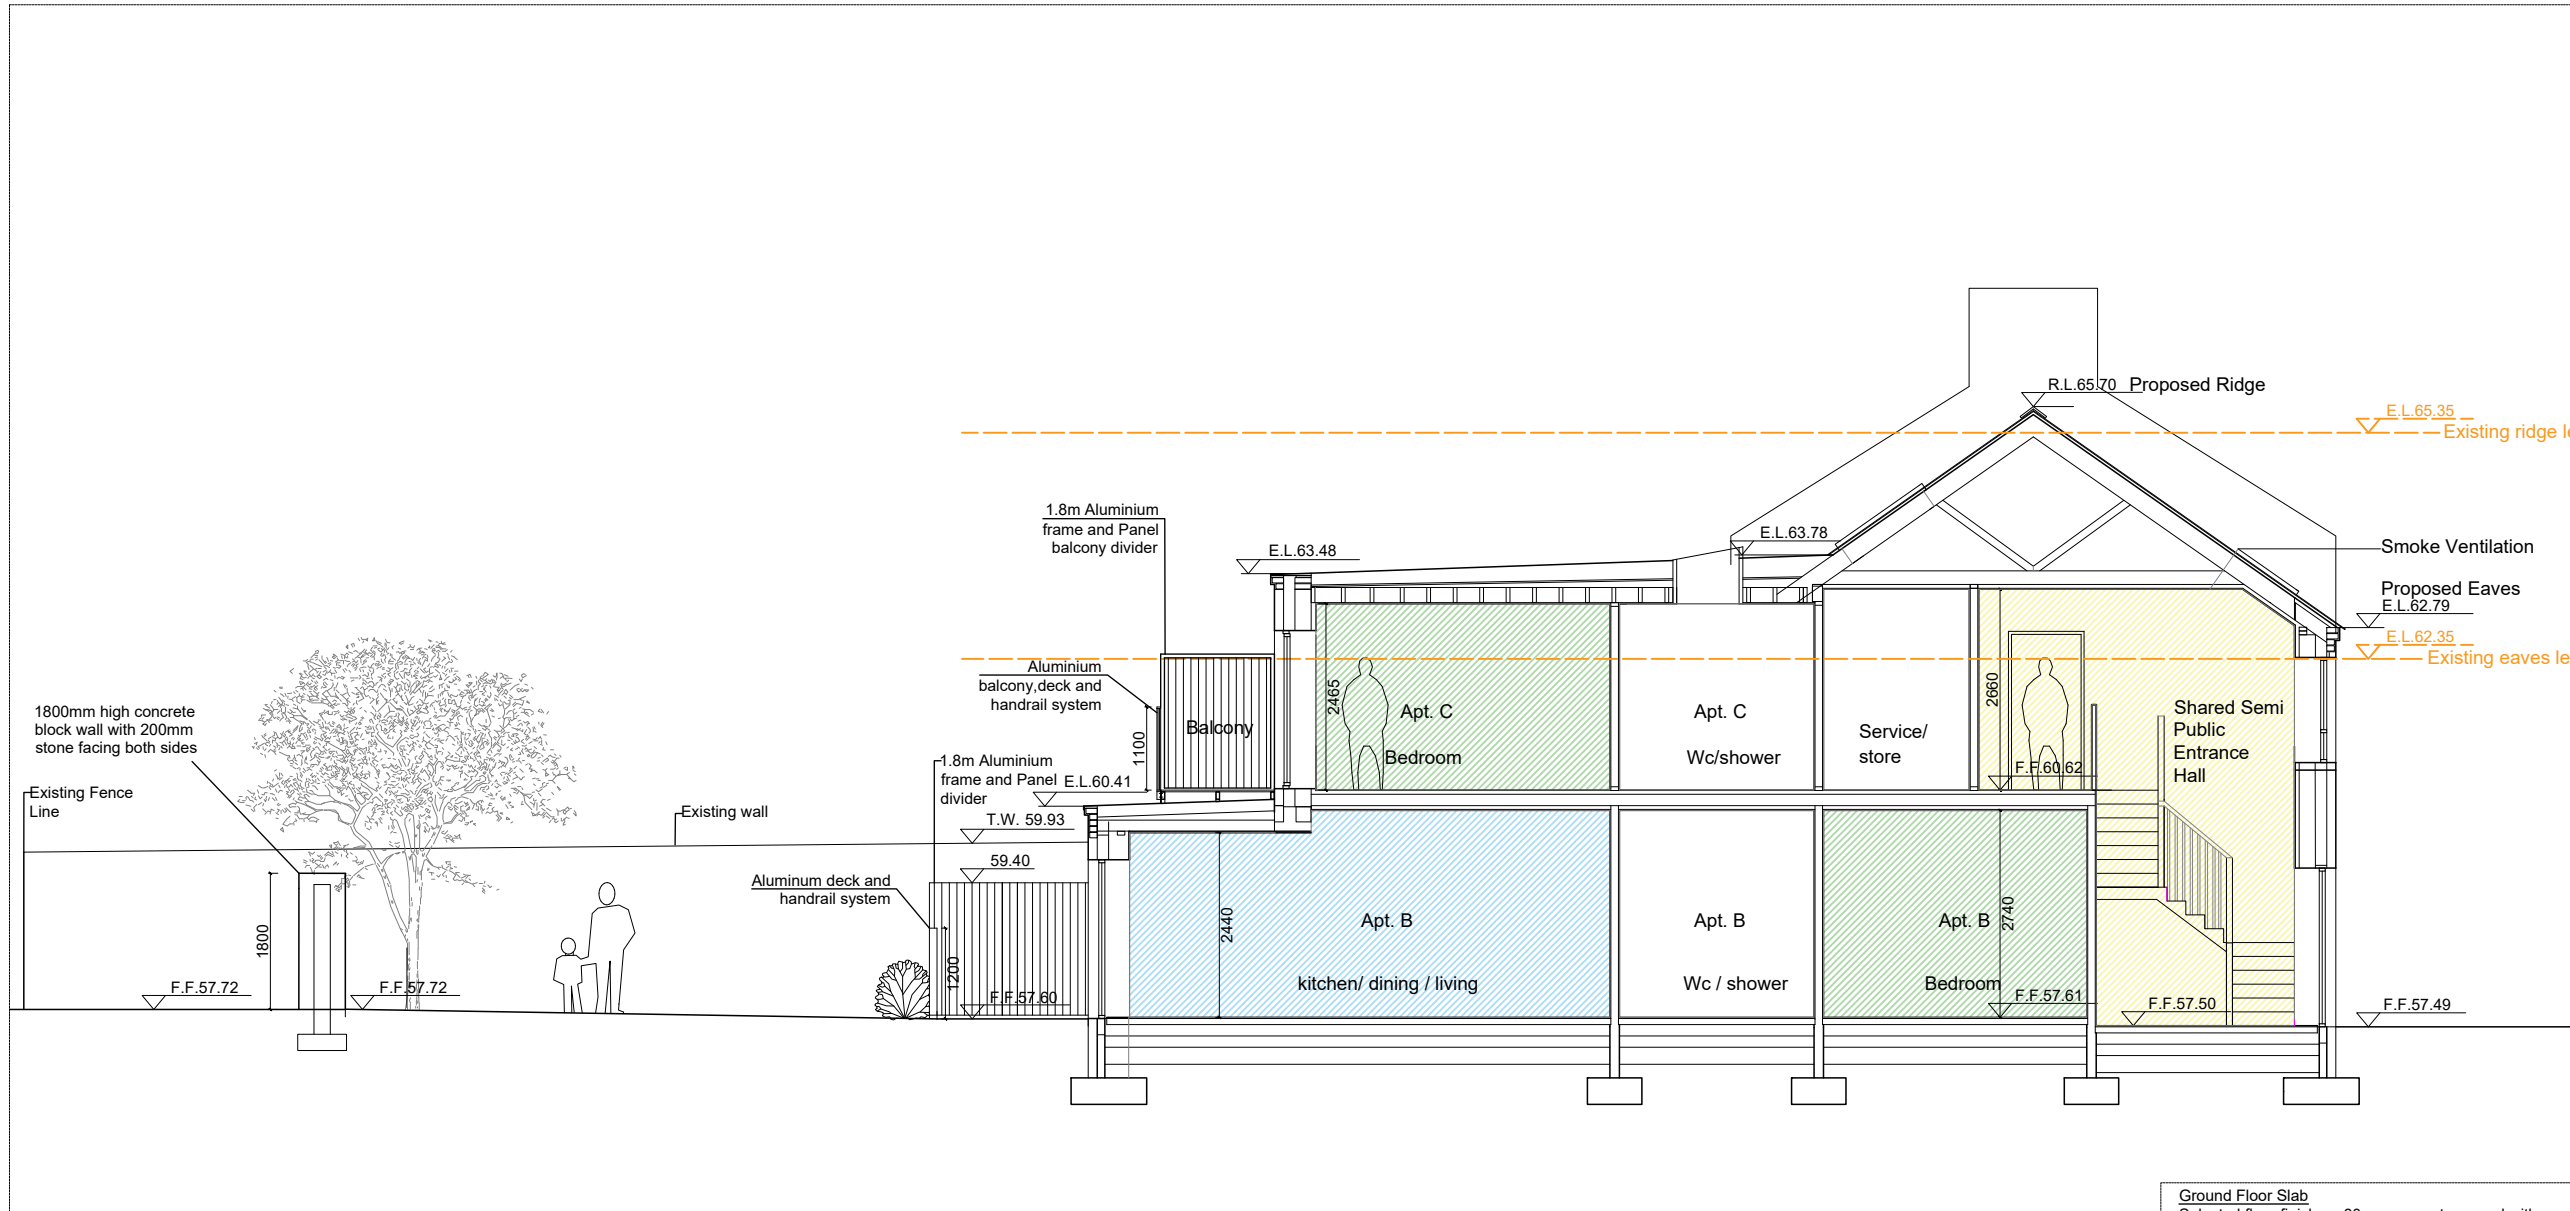 R.L.65.70 Proposed Ridge
E.L.65.35
Existing ridge le
1.8m Aluminium
frame and Panel
balcony divider
E.L.63.48
E.L.63.78
Smoke Ventilation
Proposed Eaves
E.L.62.79
E.L.62.35
Existing eaves le
Aluminium
balcony,deck and
handrail system
1100
Balcony
2465
Apt. C
Bedroom
Apt. C
Wc/shower
Service/
store
2660
F.F.60.62
Shared Semi
Public
Entrance
Hall
1800mm high concrete
block wall with 200mm
stone facing both sides
Existing Fence
Line
Existing wall
1.8m Aluminium
frame and Panel
divider
E.L.60.41
T.W. 59.93
59.40
Aluminum deck and
handrail system
1800
F.F.57.72
F.F.57.72
1200
F.F.57.60
2440
Apt. B
kitchen/ dining / living
Apt. B
Wc / shower
Apt. B
Bedroom
2740
F.F.57.61
F.F.57.50
F.F.57.49
Ground Floor Slab